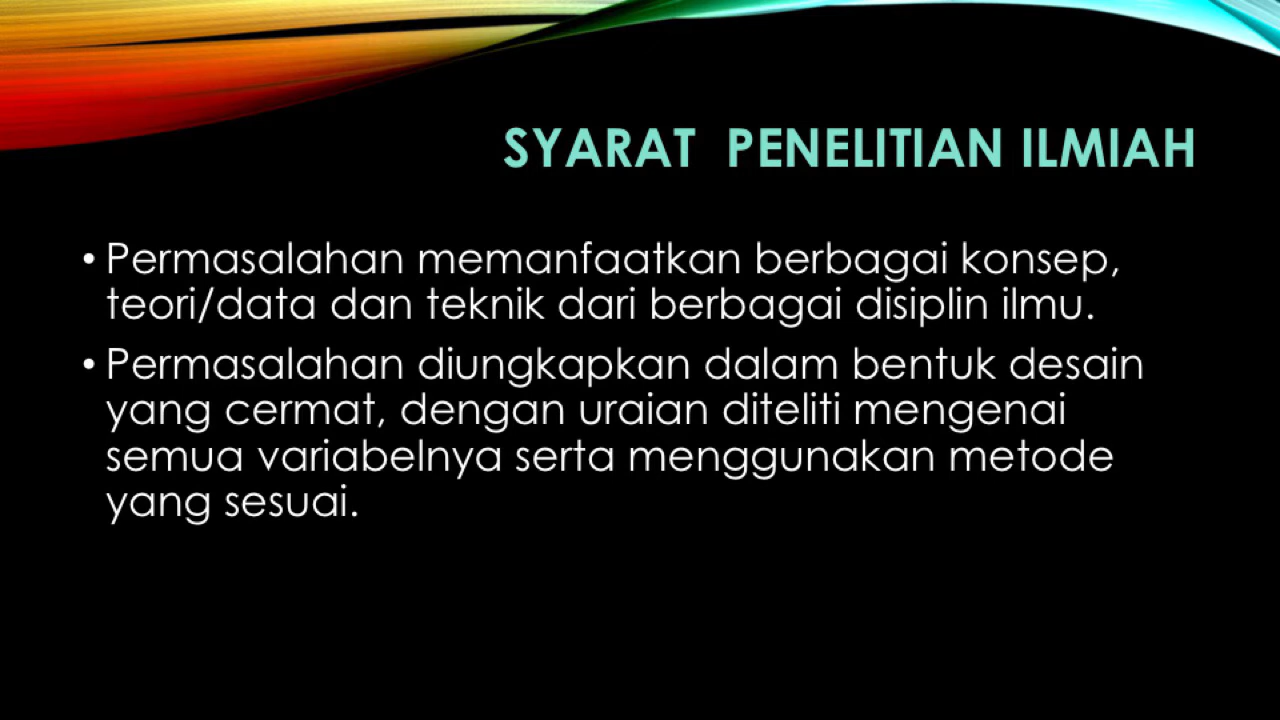 SYARAT PENELITIAN ILMIAH
• Permasalahan memanfaatkan berbagai konsep,
teori/data dan teknik dari berbagai disiplin ilmu.
• Permasalahan diungkapkan dalam bentuk desain
yang cermat, dengan uraian diteliti mengenai
semua variabelnya serta menggunakan metode
yang sesuai.